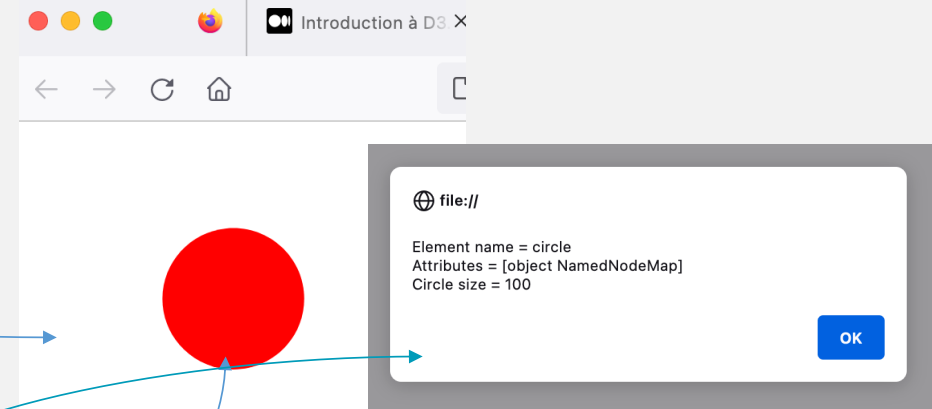 Introduction à D3
file://
Element name = circle
Attributes = [object NamedNodeMap]
Circle size = 100
OK